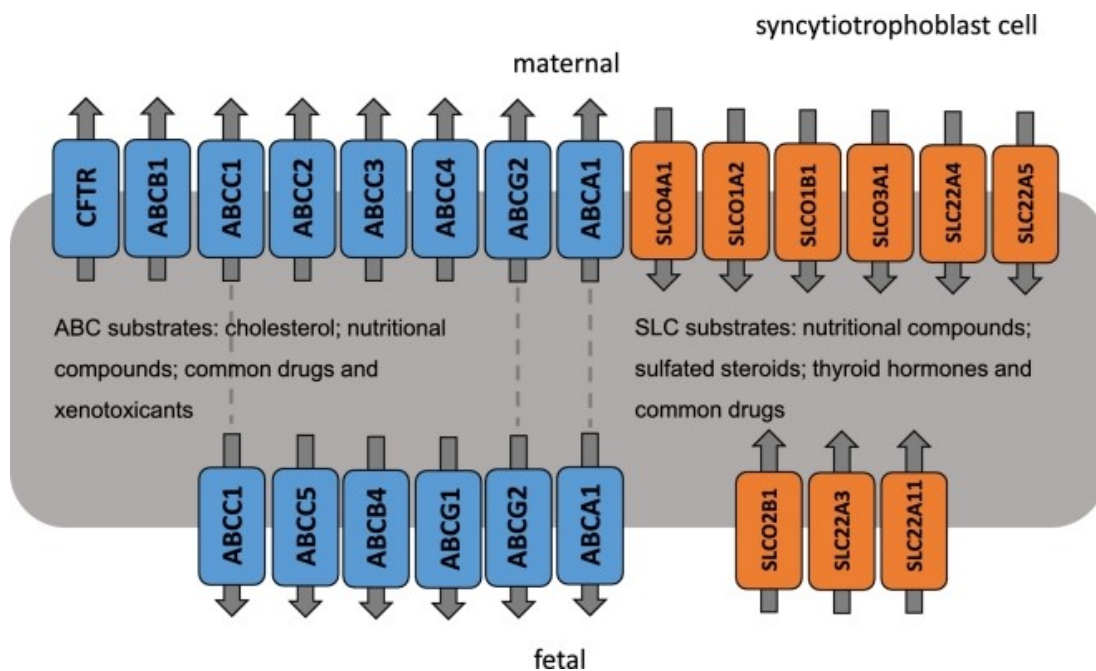 syncytiotrophoblast cell
maternal
CFTR
ABCB1
ABCC1
ABCC2
ABCC3
ABCC4
ABCG2
ABCA1
SLCO4A1
SLCO1A2
SLCO1B1
SLCO3A1
SLC22A4
SLC22A5
ABC substrates: cholesterol; nutritional
compounds; common drugs and
xenotoxicants
SLC substrates: nutritional compounds;
sulfated steroids; thyroid hormones and
common drugs
ABCC1
ABCC5
ABCB4
ABCG1
ABCG2
ABCA1
SLCO2B1
SLC22A3
SLC22A11
fetal